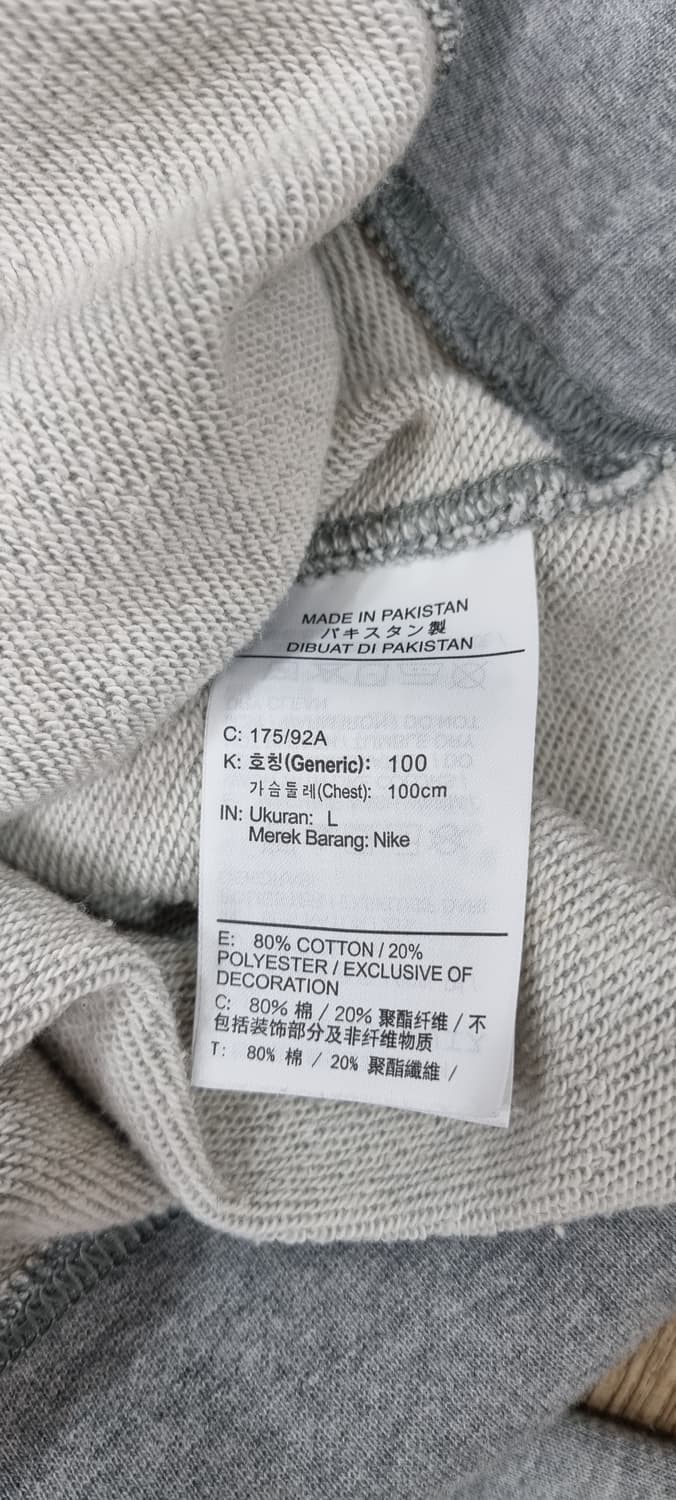 MADE IN PAKISTAN
パキスタン製
DIBUAT DI PAKISTAN
C: 175/92A
K: 호칭(Generic): 100
가슴둘레(Chest): 100cm
IN: Ukuran: L
Merek Barang: Nike
E: 80% COTTON / 20%
POLYESTER / EXCLUSIVE OF
DECORATION
C: 80% 棉 / 20% 聚酯纤维 / 不
包括装饰部分及非纤维物质
T: 80% 棉 / 20% 聚酯纖維 /